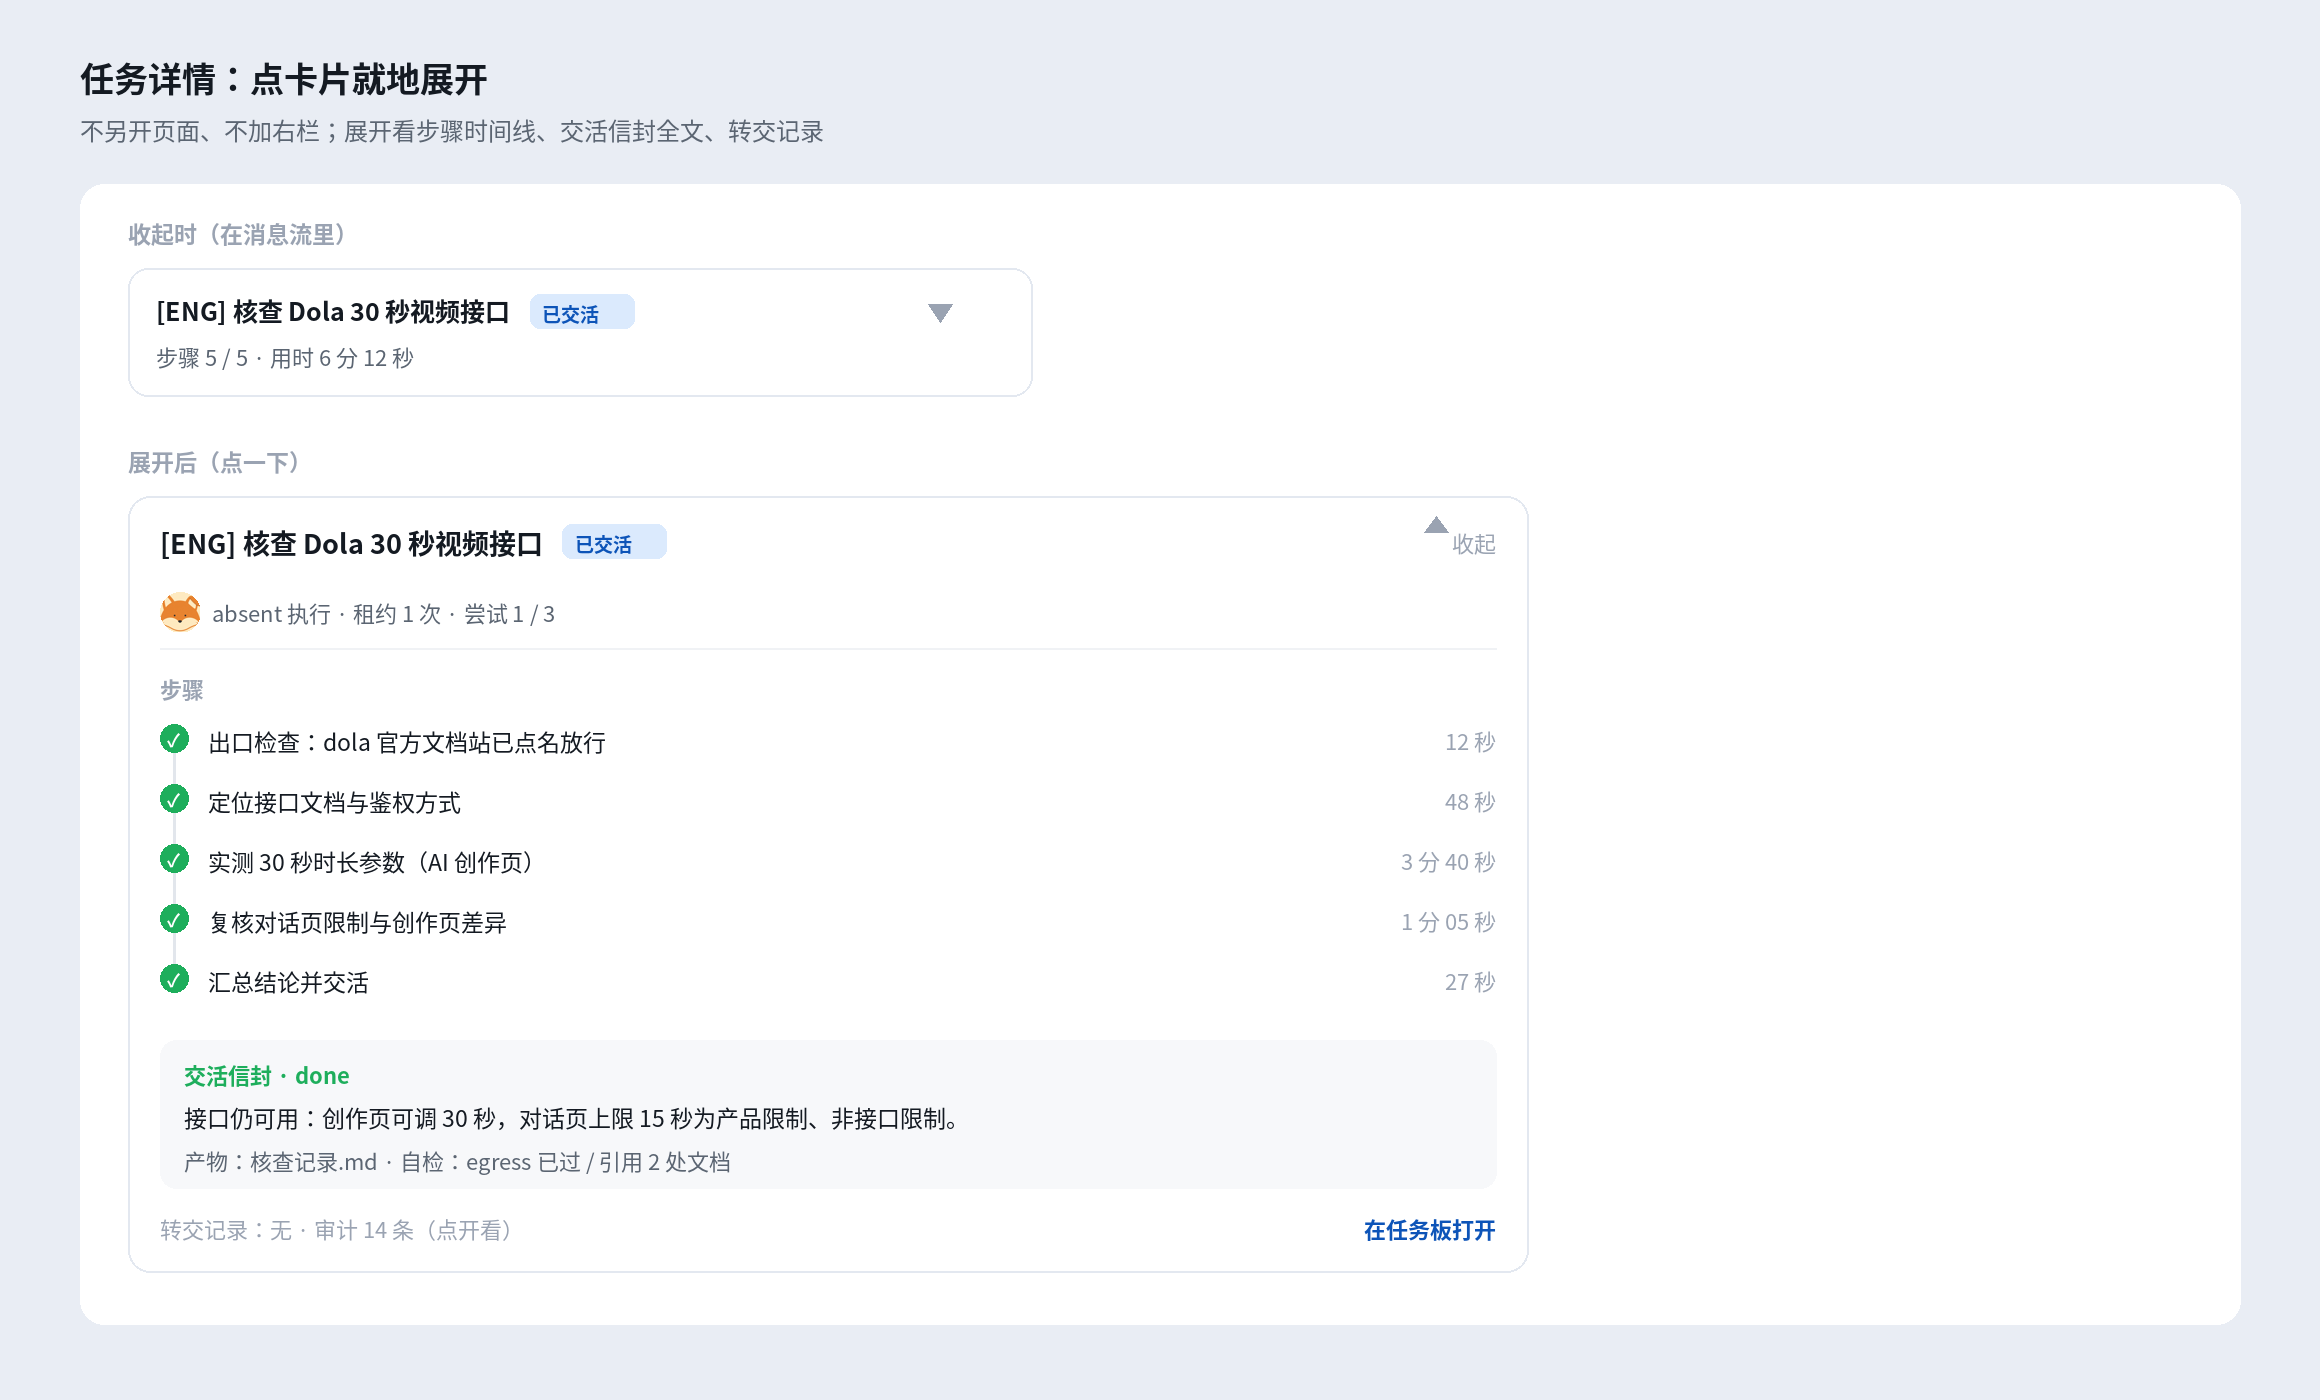 任务详情：点卡片就地展开
不另开页面、不加右栏；展开看步骤时间线、交活信封全文、转交记录
收起时（在消息流里）
[ENG] 核查 Dola 30 秒视频接口 已交活
步骤 5 / 5 · 用时 6 分 12 秒
展开后（点一下）
[ENG] 核查 Dola 30 秒视频接口 已交活 收起
absent 执行 · 租约 1 次 · 尝试 1 / 3
步骤
出口检查：dola 官方文档站已点名放行 12 秒
定位接口文档与鉴权方式 48 秒
实测 30 秒时长参数（AI 创作页） 3 分 40 秒
复核对话页限制与创作页差异 1 分 05 秒
汇总结论并交活 27 秒
交活信封 · done
接口仍可用：创作页可调 30 秒，对话页上限 15 秒为产品限制、非接口限制。
产物：核查记录.md · 自检：egress 已过 / 引用 2 处文档
转交记录：无 · 审计 14 条（点开看） 在任务板打开